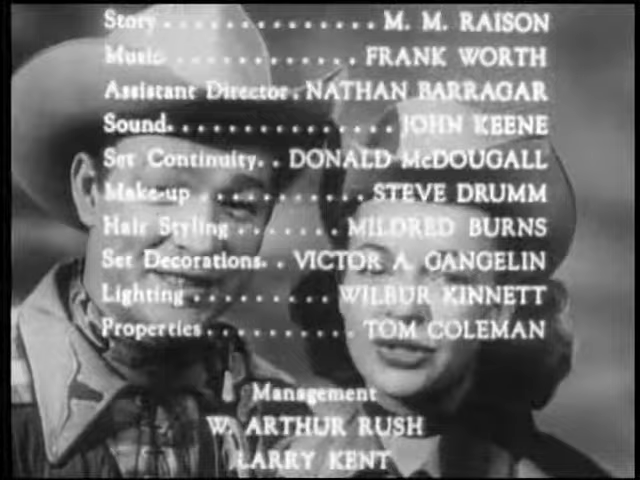 Story . . . . . . . . . . . . . . . M. M. RAISON
Music . . . . . . . . . . . . . FRANK WORTH
Assistant Director . NATHAN BARRAGAR
Sound. . . . . . . . . . . . . . . . JOHN KEENE
Set Continuity. . DONALD McDOUGALL
Make-up . . . . . . . . . . . STEVE DRUMM
Hair Styling . . . . . . . MILDRED BURNS
Set Decorations. . VICTOR A. GANGELIN
Lighting . . . . . . . . . WILBUR KINNETT
Properties . . . . . . . . . . TOM COLEMAN
Management
W. ARTHUR RUSH
LARRY KENT